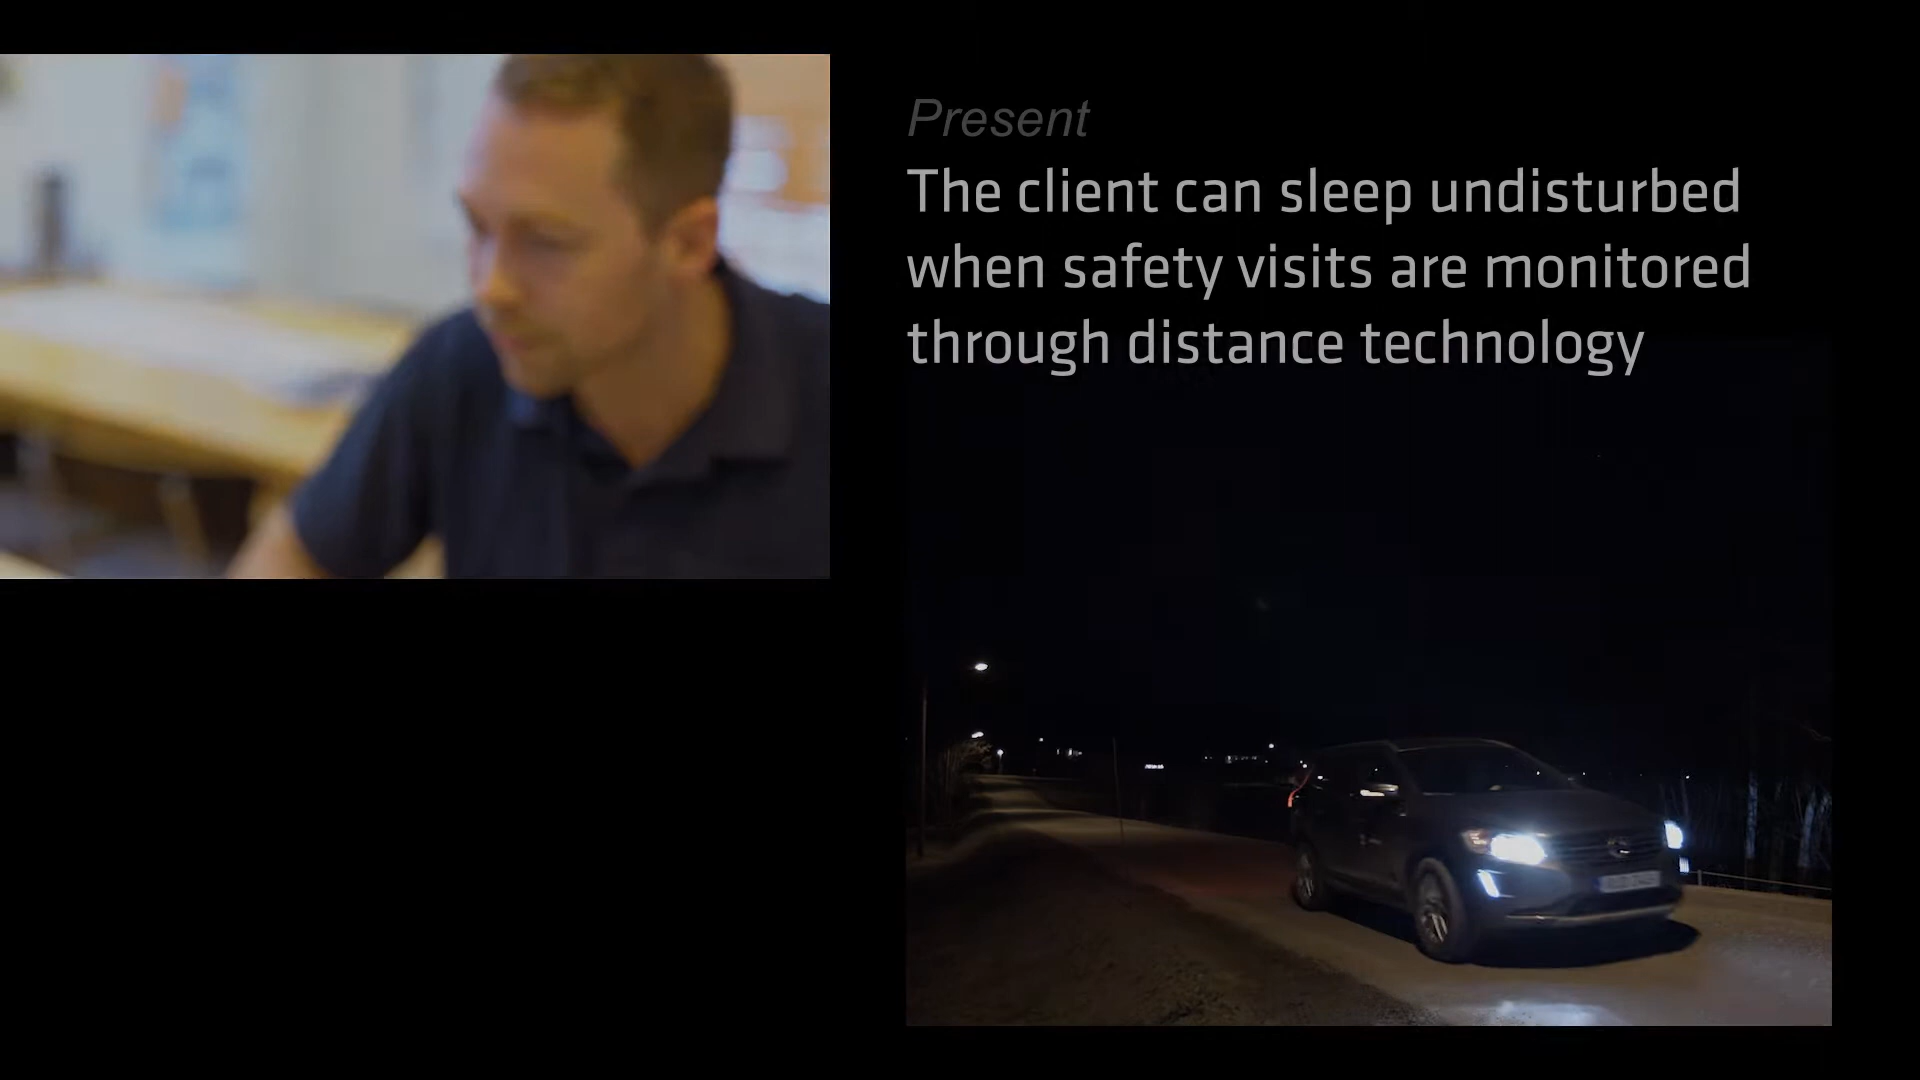 Present
The client can sleep undisturbed
when safety visits are monitored
through distance technology